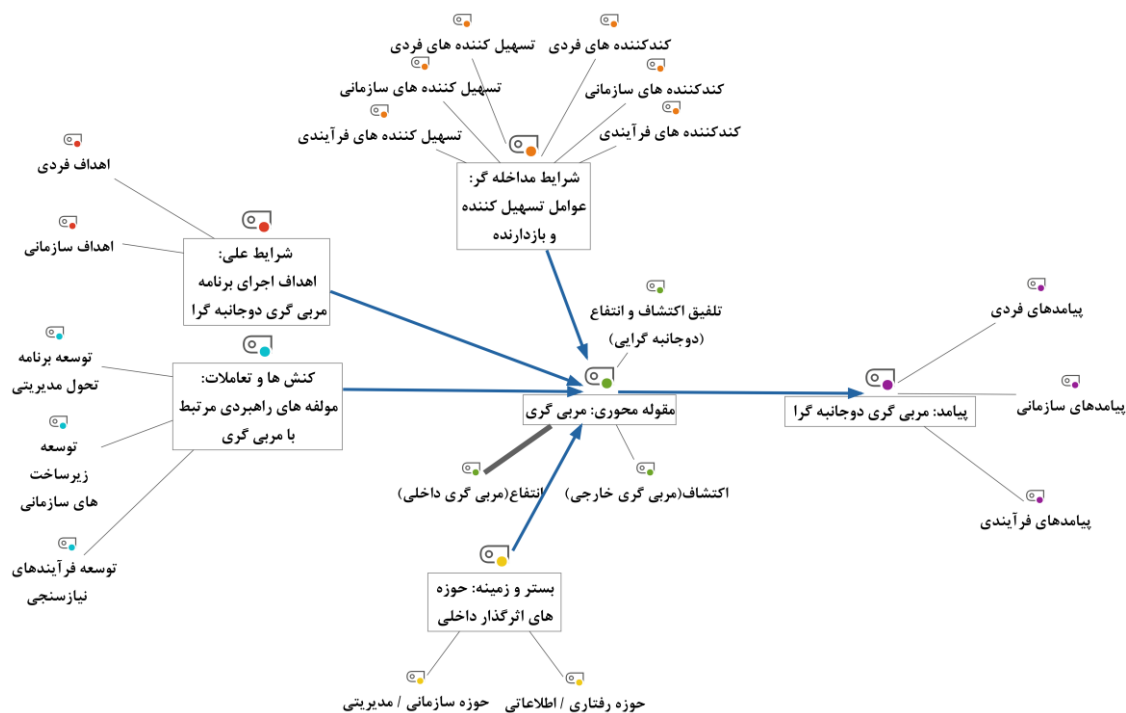 کندکننده های فردی
تسهیل کننده های فردی
کندکننده های سازمانی
تسهیل کننده های سازمانی
کندکننده های فرآیندی
تسهیل کننده های فرآیندی
شرایط مداخله گر:
عوامل تسهیل کننده
و بازدارنده
اهداف فردی
اهداف سازمانی
شرایط علی:
اهداف اجرای برنامه
مربی گری دوجانبه گرا
تلفیق اکتشاف و انتفاع
(دوجانبه گرایی)
پیامدهای فردی
توسعه برنامه
تحول مدیریتی
کنش ها و تعاملات:
مولفه های راهبردی مرتبط
با مربی گری
مقوله محوری: مربی گری
پیامد: مربی گری دوجانبه گرا
پیامدهای سازمانی
توسعه
زیرساخت
های سازمانی
اکتشاف(مربی گری خارجی)
انتفاع(مربی گری داخلی)
پیامدهای فرآیندی
توسعه فرآیندهای
نیازسنجی
بستر و زمینه: حوزه
های اثرگذار داخلی
حوزه رفتاری / اطلاعاتی
حوزه سازمانی / مدیریتی